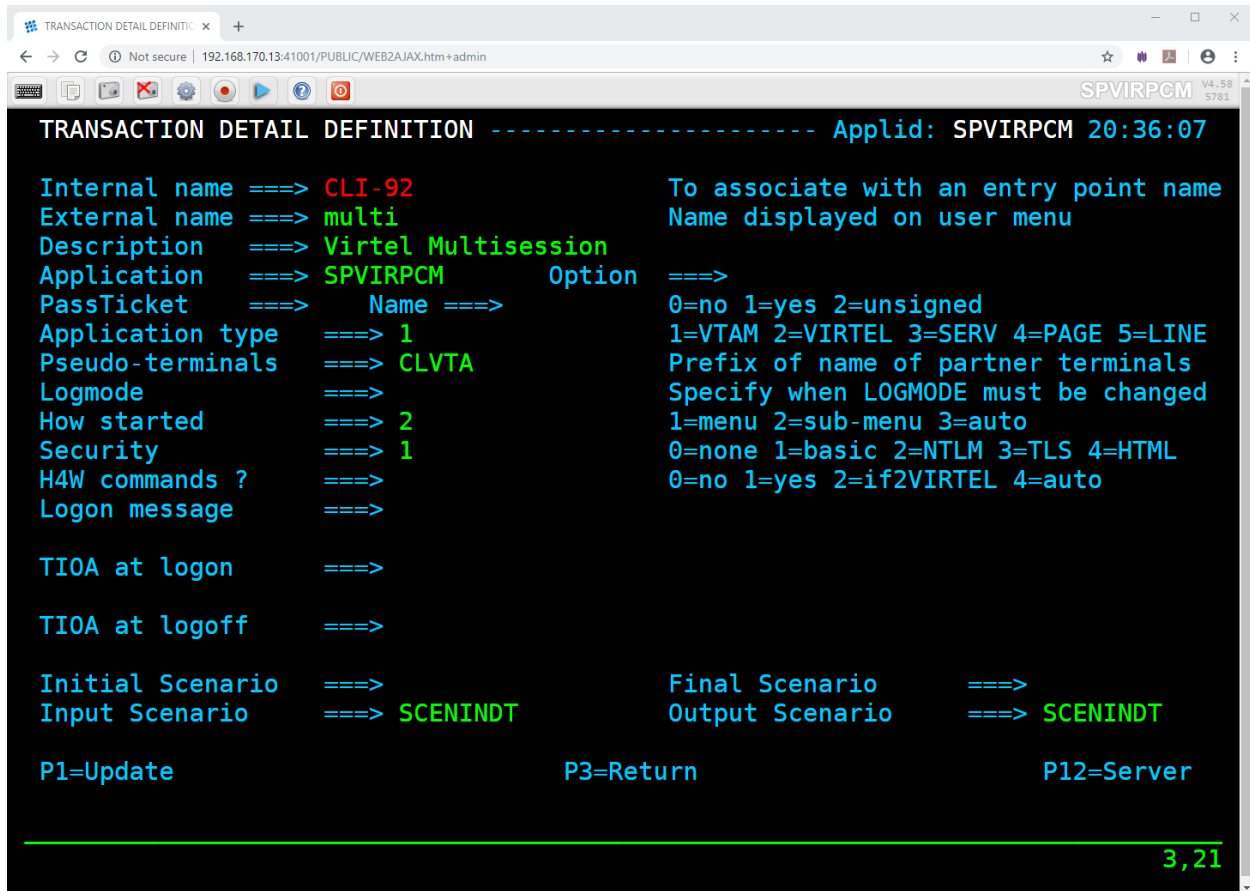 TRANSACTION DETAIL DEFINITIC
Not secure | 192.168.170.13:41001/PUBLIC/WEB2AJAX.htm+admin
SPVIRPCM V4.58
5781
TRANSACTION DETAIL DEFINITION ---------------------- Applid: SPVIRPCM 20:36:07
Internal name ===> CLI-92 To associate with an entry point name
External name ===> multi Name displayed on user menu
Description ===> Virtel Multisession
Application ===> SPVIRPCM Option ===>
PassTicket ===> Name ===> 0=no 1=yes 2=unsigned
Application type ===> 1 1=VTAM 2=VIRTEL 3=SERV 4=PAGE 5=LINE
Pseudo-terminals ===> CLVTA Prefix of name of partner terminals
Logmode ===> Specify when LOGMODE must be changed
How started ===> 2 1=menu 2=sub-menu 3=auto
Security ===> 1 0=none 1=basic 2=NTLM 3=TLS 4=HTML
H4W commands ? ===> 0=no 1=yes 2=if2VIRTEL 4=auto
Logon message ===>
TIOA at logon ===>
TIOA at logoff ===>
Initial Scenario ===> Final Scenario ===>
Input Scenario ===> SCENINDT Output Scenario ===> SCENINDT
P1=Update P3=Return P12=Server
3,21